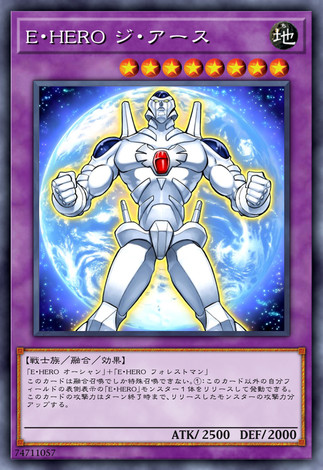 E・HERO ジ・アース
地
【戦士族／融合／効果】
「E・HERO オーシャン」＋「E・HERO フォレストマン」
このカードは融合召喚でしか特殊召喚できない。①：このカード以外の自分フ
ィールドの表側表示の「E・HERO」モンスター１体をリリースして発動できる。
このカードの攻撃力はターン終了時まで、リリースしたモンスターの攻撃力分
アップする。
ATK/ 2500 DEF/2000
74711057